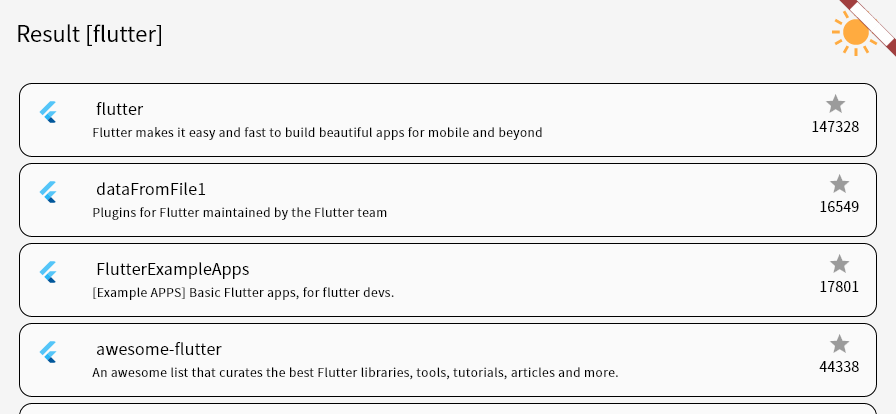 Result [flutter]
flutter
Flutter makes it easy and fast to build beautiful apps for mobile and beyond
147328
dataFromFile1
Plugins for Flutter maintained by the Flutter team
16549
FlutterExampleApps
[Example APPS] Basic Flutter apps, for flutter devs.
17801
awesome-flutter
An awesome list that curates the best Flutter libraries, tools, tutorials, articles and more.
44338